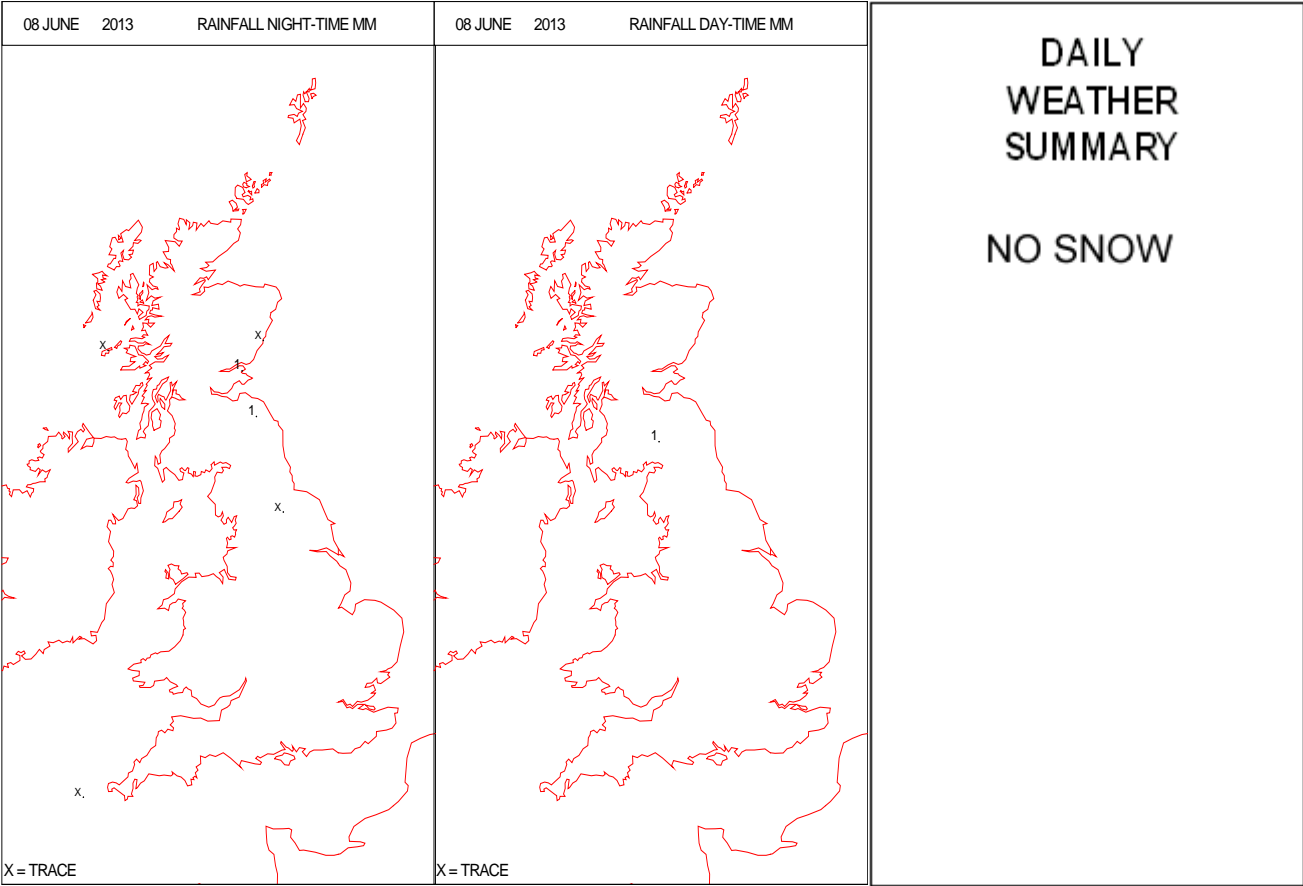 08 JUNE 2013 RAINFALL NIGHT-TIME MM
X.
X.
1.
1.
X.
X.
X = TRACE
08 JUNE 2013 RAINFALL DAY-TIME MM
1.
X = TRACE
DAILY
WEATHER
SUMMARY
NO SNOW